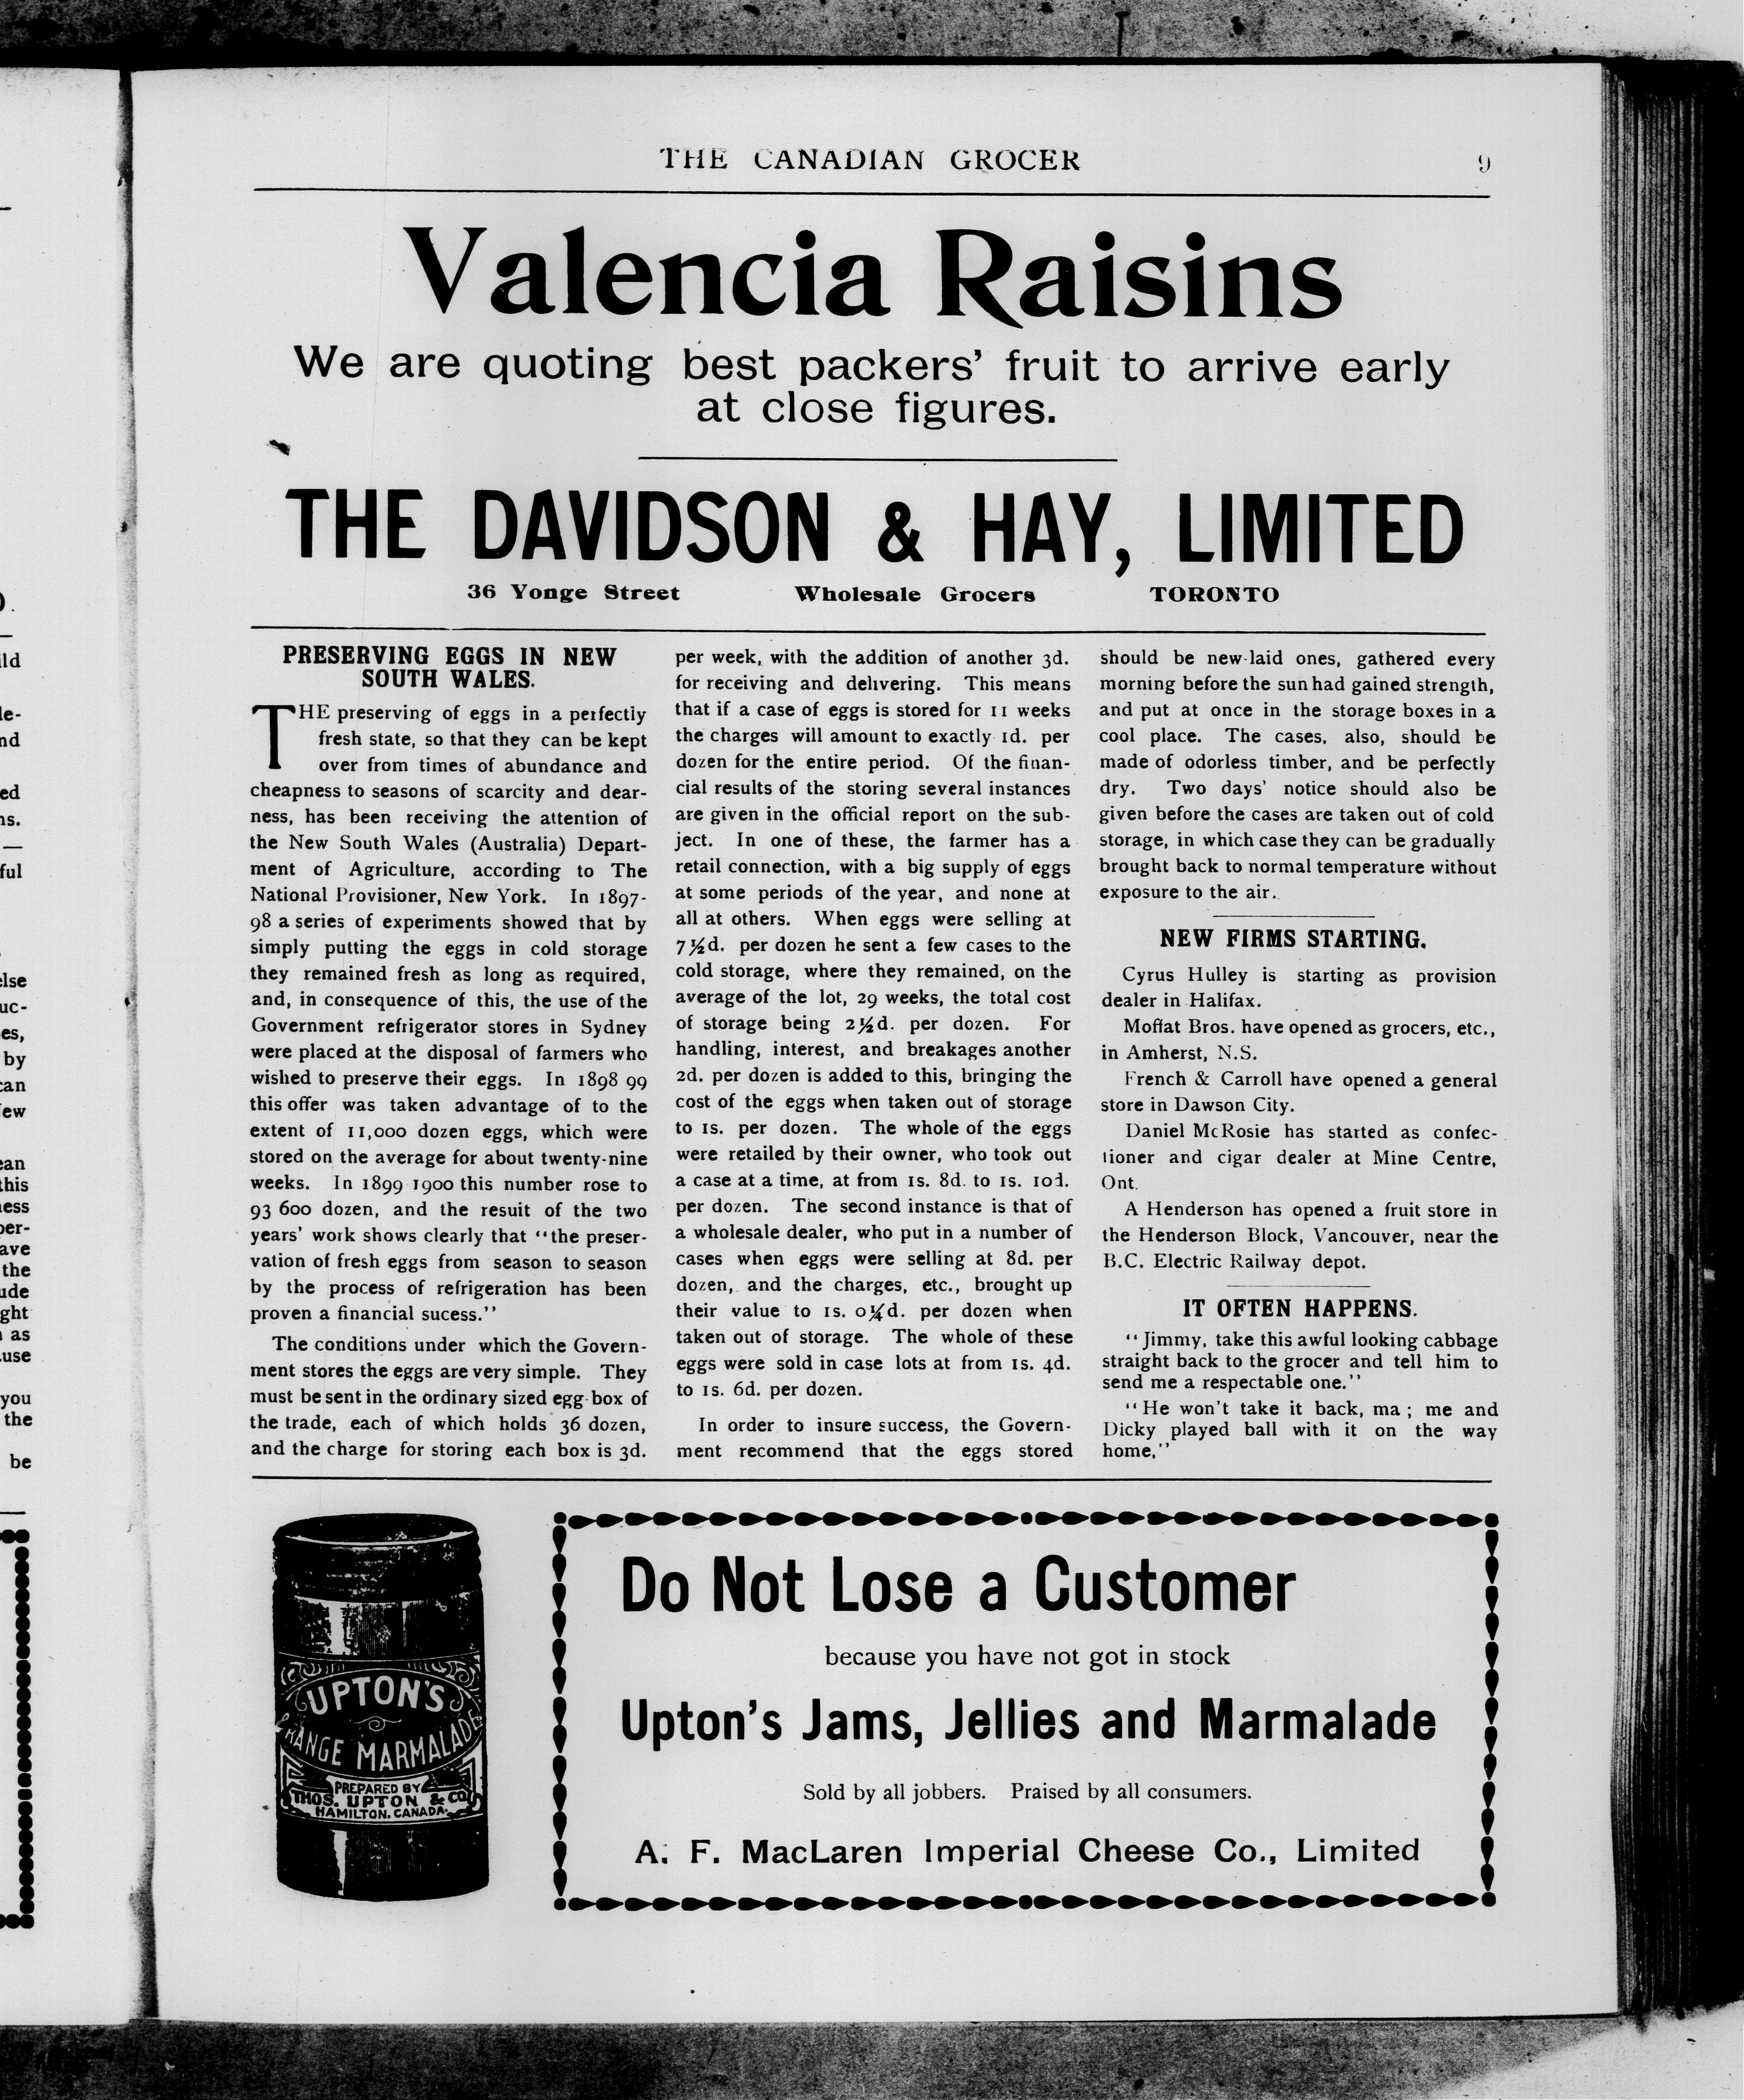 THE CANADIAN GROCER 9
Valencia Raisins
We are quoting best packers' fruit to arrive early
at close figures.
THE DAVIDSON & HAY, LIMITED
36 Yonge Street Wholesale Grocers TORONTO
PRESERVING EGGS IN NEW
SOUTH WALES.
THE preserving of eggs in a perfectly
fresh state, so that they can be kept
over from times of abundance and
cheapness to seasons of scarcity and dear-
ness, has been receiving the attention of
the New South Wales (Australia) Depart-
ment of Agriculture, according to The
National Provisioner, New York. In 1897-
98 a series of experiments showed that by
simply putting the eggs in cold storage
they remained fresh as long as required,
and, in consequence of this, the use of the
Government refrigerator stores in Sydney
were placed at the disposal of farmers who
wished to preserve their eggs. In 1898 99
this offer was taken advantage of to the
extent of 11,000 dozen eggs, which were
stored on the average for about twenty-nine
weeks. In 1899 1900 this number rose to
93 600 dozen, and the resuit of the two
years' work shows clearly that "the preser-
vation of fresh eggs from season to season
by the process of refrigeration has been
proven a financial sucess."
The conditions under which the Govern-
ment stores the eggs are very simple. They
must be sent in the ordinary sized egg-box of
the trade, each of which holds 36 dozen,
and the charge for storing each box is 3d.
per week, with the addition of another 3d.
for receiving and delivering. This means
that if a case of eggs is stored for 11 weeks
the charges will amount to exactly 1d. per
dozen for the entire period. Of the finan-
cial results of the storing several instances
are given in the official report on the sub-
ject. In one of these, the farmer has a
retail connection, with a big supply of eggs
at some periods of the year, and none at
all at others. When eggs were selling at
7½d. per dozen he sent a few cases to the
cold storage, where they remained, on the
average of the lot, 29 weeks, the total cost
of storage being 2½d. per dozen. For
handling, interest, and breakages another
2d. per dozen is added to this, bringing the
cost of the eggs when taken out of storage
to 1s. per dozen. The whole of the eggs
were retailed by their owner, who took out
a case at a time, at from 1s. 8d. to 1s. 10d.
per dozen. The second instance is that of
a wholesale dealer, who put in a number of
cases when eggs were selling at 8d. per
dozen, and the charges, etc., brought up
their value to 1s. 0¼d. per dozen when
taken out of storage. The whole of these
eggs were sold in case lots at from 1s. 4d.
to 1s. 6d. per dozen.
In order to insure success, the Govern-
ment recommend that the eggs stored
should be new-laid ones, gathered every
morning before the sun had gained strength,
and put at once in the storage boxes in a
cool place. The cases, also, should be
made of odorless timber, and be perfectly
dry. Two days' notice should also be
given before the cases are taken out of cold
storage, in which case they can be gradually
brought back to normal temperature without
exposure to the air.
NEW FIRMS STARTING.
Cyrus Hulley is starting as provision
dealer in Halifax.
Moffat Bros. have opened as grocers, etc.,
in Amherst, N.S.
French & Carroll have opened a general
store in Dawson City.
Daniel McRosie has started as confec-
tioner and cigar dealer at Mine Centre,
Ont.
A Henderson has opened a fruit store in
the Henderson Block, Vancouver, near the
B.C. Electric Railway depot.
IT OFTEN HAPPENS.
"Jimmy, take this awful looking cabbage
straight back to the grocer and tell him to
send me a respectable one."
"He won't take it back, ma; me and
Dicky played ball with it on the way
home,"
UPTON'S
ORANGE MARMALADE
PREPARED BY
THOS. UPTON & CO
HAMILTON, CANADA.
Do Not Lose a Customer
because you have not got in stock
Upton's Jams, Jellies and Marmalade
Sold by all jobbers. Praised by all consumers.
A. F. MacLaren Imperial Cheese Co., Limited